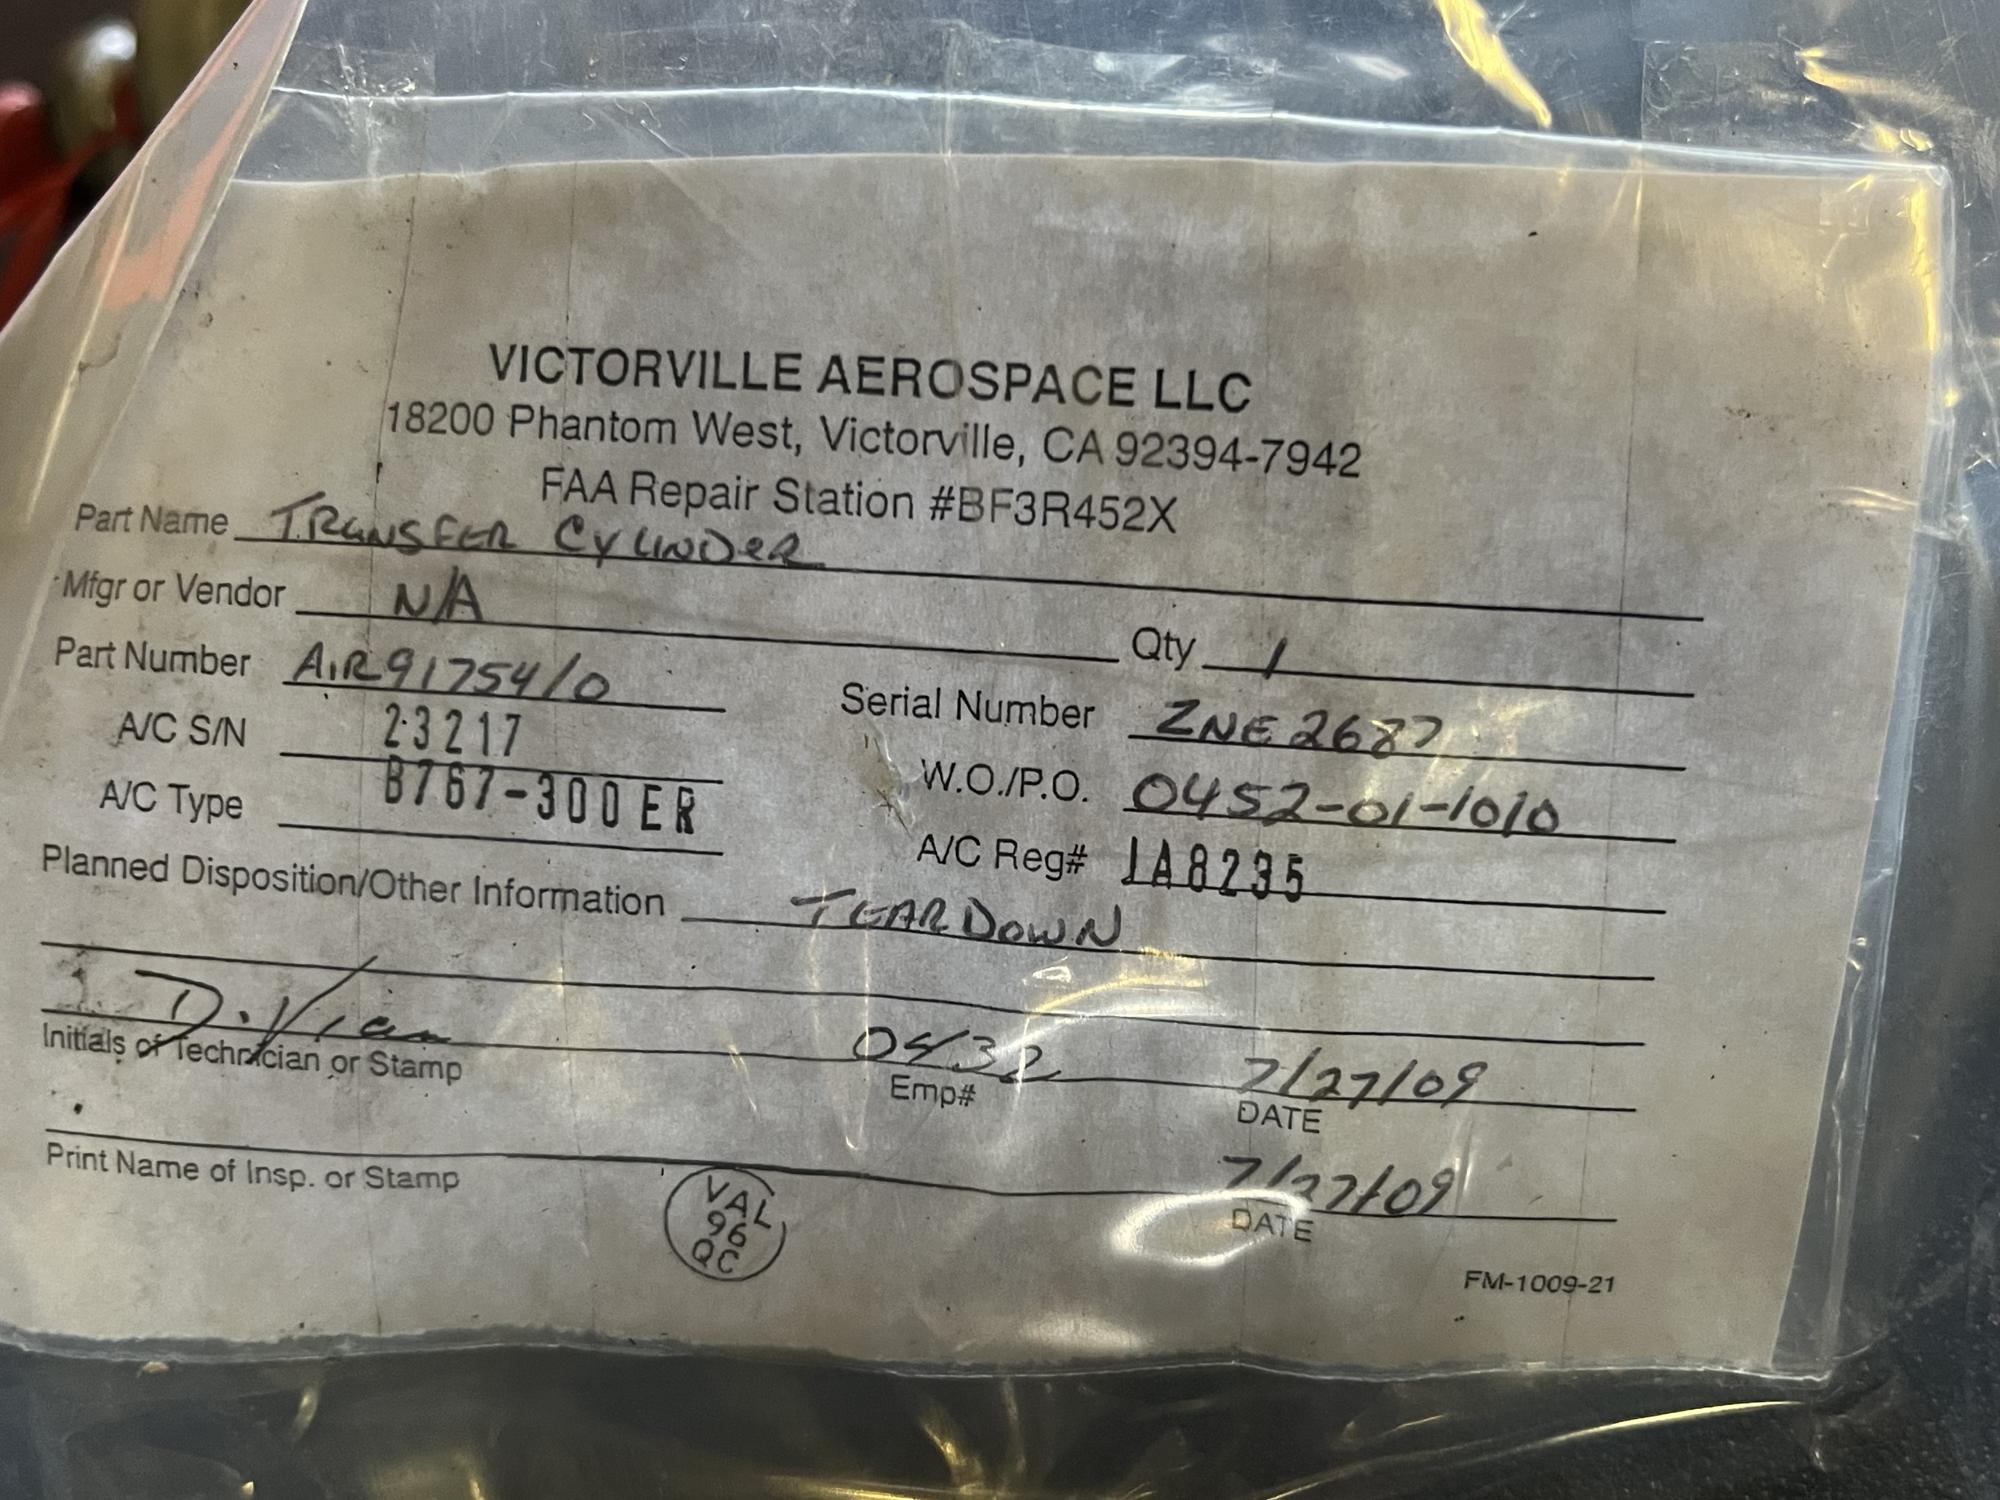 VICTORVILLE AEROSPACE LLC
18200 Phantom West, Victorville, CA 92394-7942
FAA Repair Station #BF3R452X
Part Name TRANSFER CYLINDER
Mfgr or Vendor N/A Qty 1
Part Number AIR91754/0 Serial Number ZNE2687
A/C S/N 23217 W.O./P.O. 0452-01-1010
A/C Type B767-300ER A/C Reg# JA8235
Planned Disposition/Other Information TEARDOWN
D. 7/27/09
Initials of Technician or Stamp Emp# DATE
7/27/09
Print Name of Insp. or Stamp DATE
VAL
96
QC
FM-1009-21